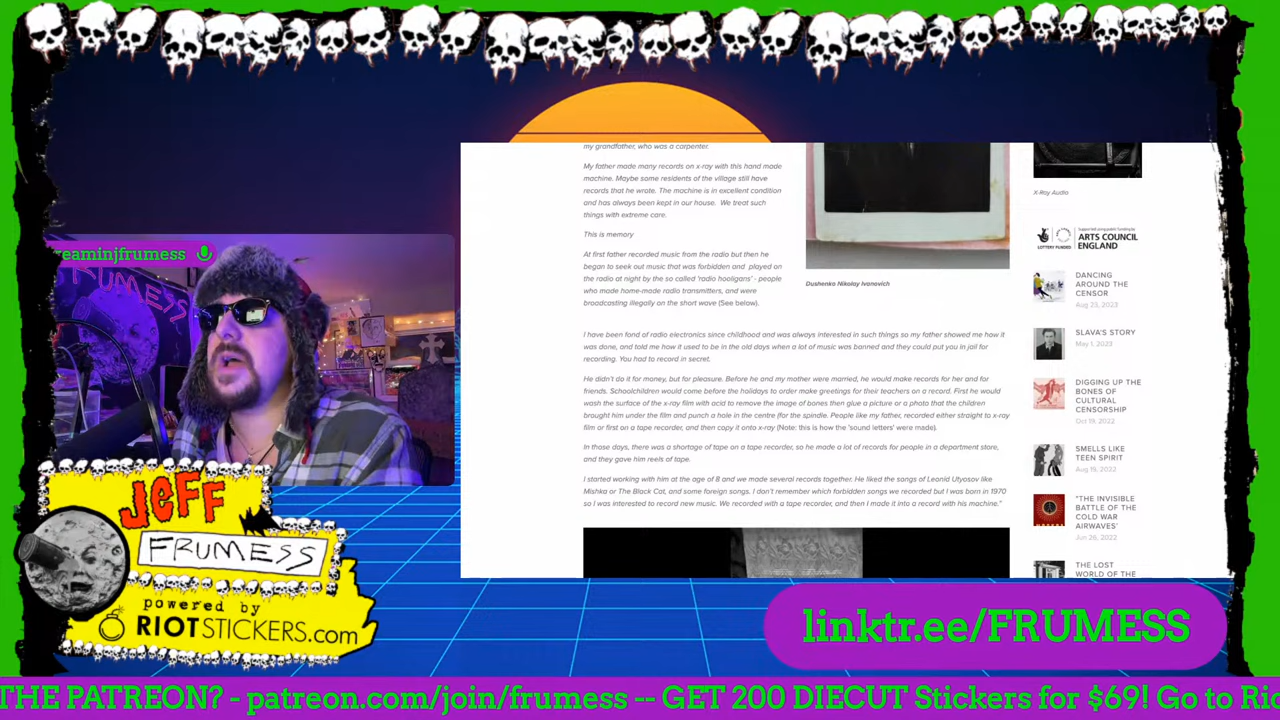 my grandfather, who was a carpenter.
My father made many records on x-ray with this hand made
machine. Maybe some residents of the village still have
records that he wrote. The machine is in excellent condition
and has always been kept in our house. We treat such
things with extreme care.
This is memory
At first father recorded music from the radio but then he
began to seek out music that was forbidden and played on
the radio at night by the so called 'radio hooligans' - people
who made home-made radio transmitters, and were
broadcasting illegally on the short wave (See below).
Dushenko Nikolay Ivanovich
I have been fond of radio electronics since childhood and was always interested in such things so my father showed me how it
was done, and told me how it used to be in the old days when a lot of music was banned and they could put you in jail for
recording. You had to record in secret.
He didn't do it for money, but for pleasure. Before he and my mother were married, he would make records for her and for
friends. Schoolchildren would come before the holidays to order make greetings for their teachers on a record. First he would
wash the surface of the x-ray film with acid to remove the image of bones then glue a picture or a photo that the children
brought him under the film and punch a hole in the centre (for the spindle. People like my father, recorded either straight to x-ray
film or first on a tape recorder, and then copy it onto x-ray (Note: this is how the 'sound letters' were made).
In those days, there was a shortage of tape on a tape recorder, so he made a lot of records for people in a department store,
and they gave him reels of tape.
I started working with him at the age of 8 and we made several records together. He liked the songs of Leonid Utyosov like
Mishka or The Black Cat, and some foreign songs. I don't remember which forbidden songs we recorded but I was born in 1970
so I was interested to record new music. We recorded with a tape recorder, and then I made it into a record with his machine."
X-Ray Audio
LOTTERY FUNDED
ARTS COUNCIL
ENGLAND
DANCING
AROUND THE
CENSOR
Aug 23, 2023
SLAVA'S STORY
May 1, 2023
DIGGING UP THE
BONES OF
CULTURAL
CENSORSHIP
Oct 19, 2022
SMELLS LIKE
TEEN SPIRIT
Aug 19, 2022
"THE INVISIBLE
BATTLE OF THE
COLD WAR
AIRWAVES'
Jun 28, 2022
THE LOST
WORLD OF THE
reaminjfrumess
FRUMES
JEFF
FRUMESS
powered by
RIOTSTICKERS.com
linktr.ee/FRUMESS
THE PATREON? - patreon.com/join/frumess -- GET 200 DIECUT Stickers for $69! Go to Rio